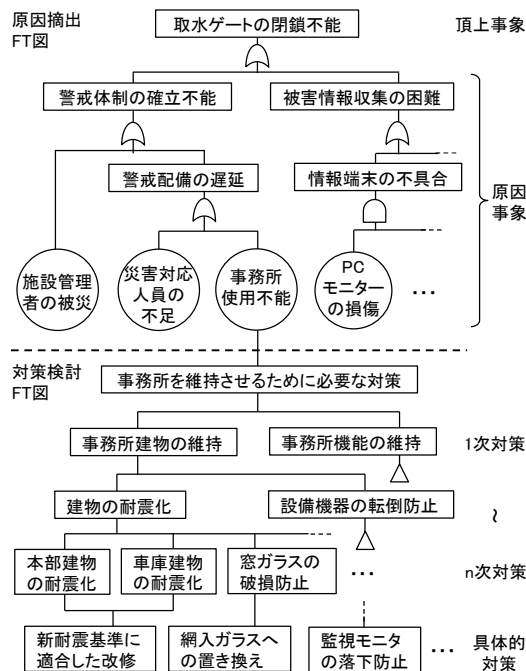 原因摘出
FT図
取水ゲートの閉鎖不能
頂上事象
警戒体制の確立不能
被害情報収集の困難
警戒配備の遅延
情報端末の不具合
原因
事象
施設管理
者の被災
災害対応
人員の
不足
事務所
使用不能
PC
モニター
の損傷
…
対策検討
FT図
事務所を維持させるために必要な対策
事務所建物の維持
事務所機能の維持
1次対策
建物の耐震化
設備機器の転倒防止
~
本部建物
の耐震化
車庫建物
の耐震化
窓ガラスの
破損防止
…
n次対策
新耐震基準に
適合した改修
網入ガラスへ
の置き換え
監視モニタ
の落下防止
…
具体的
対策